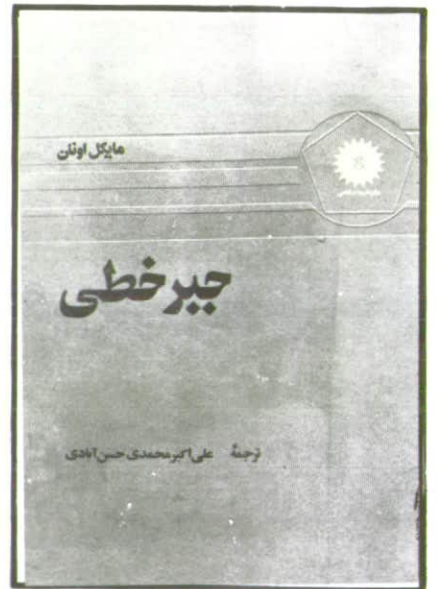 مایکل اونان
جبر خطی
ترجمهٔ علی اکبر محمدی حسن آبادی